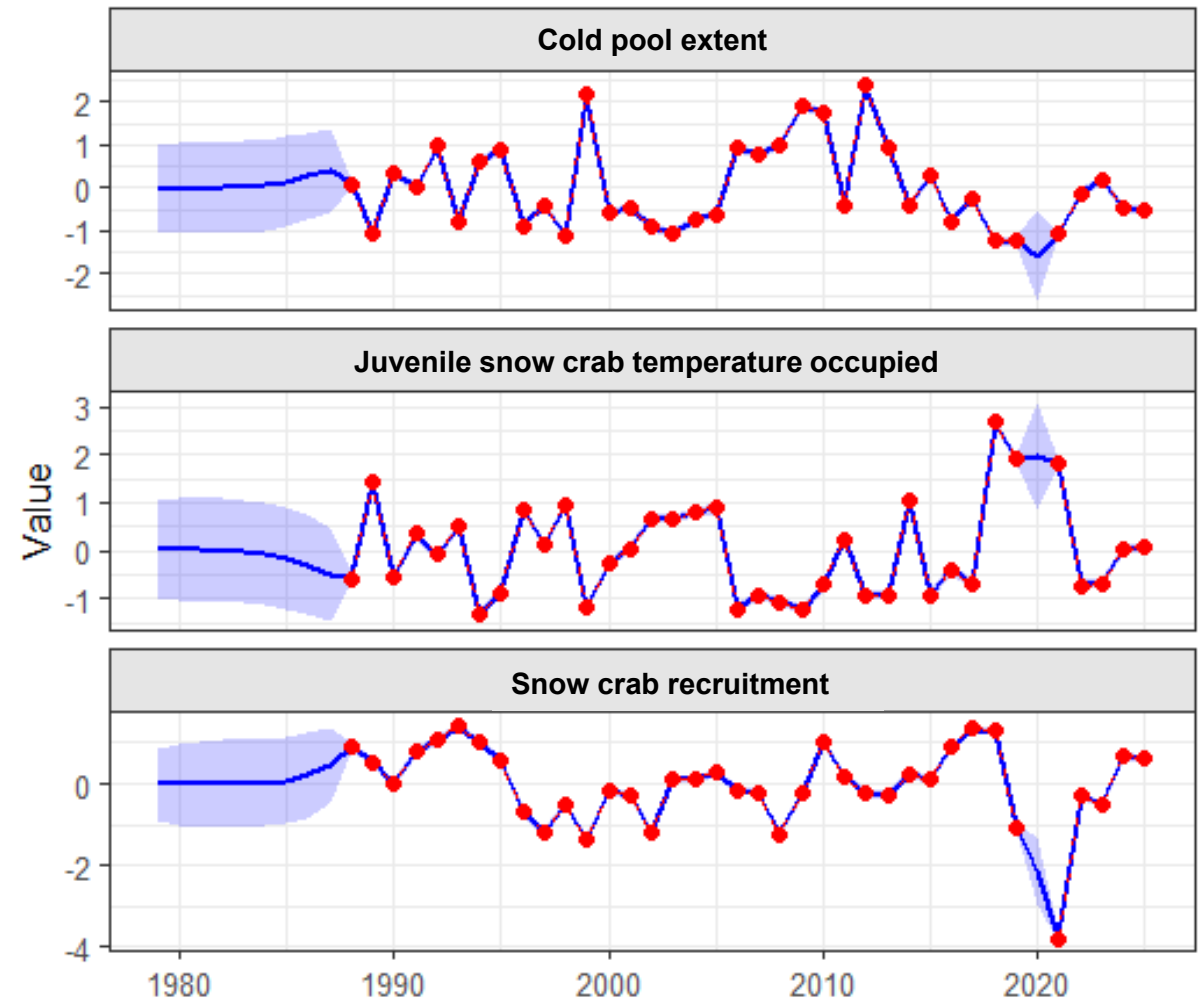 Cold pool extent
2
1
0
-1
-2
Juvenile snow crab temperature occupied
3
2
1
0
-1
Value
Snow crab recruitment
0
-2
-4
1980 1990 2000 2010 2020